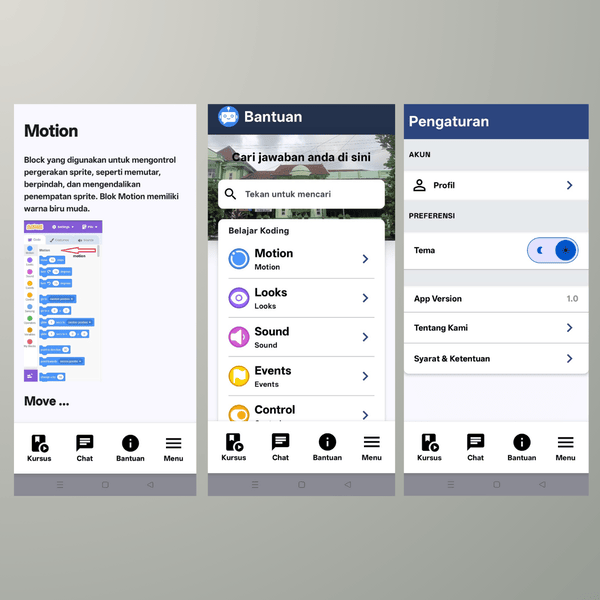 Motion
Block yang digunakan untuk mengontrol
pergerakan sprite, seperti memutar,
berpindah, dan mengendalikan
penempatan sprite. Blok Motion memiliki
warna biru muda.
Motion
motion
Move ...
Kursus
Chat
Bantuan
Menu
Bantuan
Cari jawaban anda di sini
Tekan untuk mencari
Belajar Koding
Motion
Motion
Looks
Looks
Sound
Sound
Events
Events
Control
Kursus
Chat
Bantuan
Menu
Pengaturan
AKUN
Profil
PREFERENSI
Tema
App Version 1.0
Tentang Kami
Syarat & Ketentuan
Kursus
Chat
Bantuan
Menu